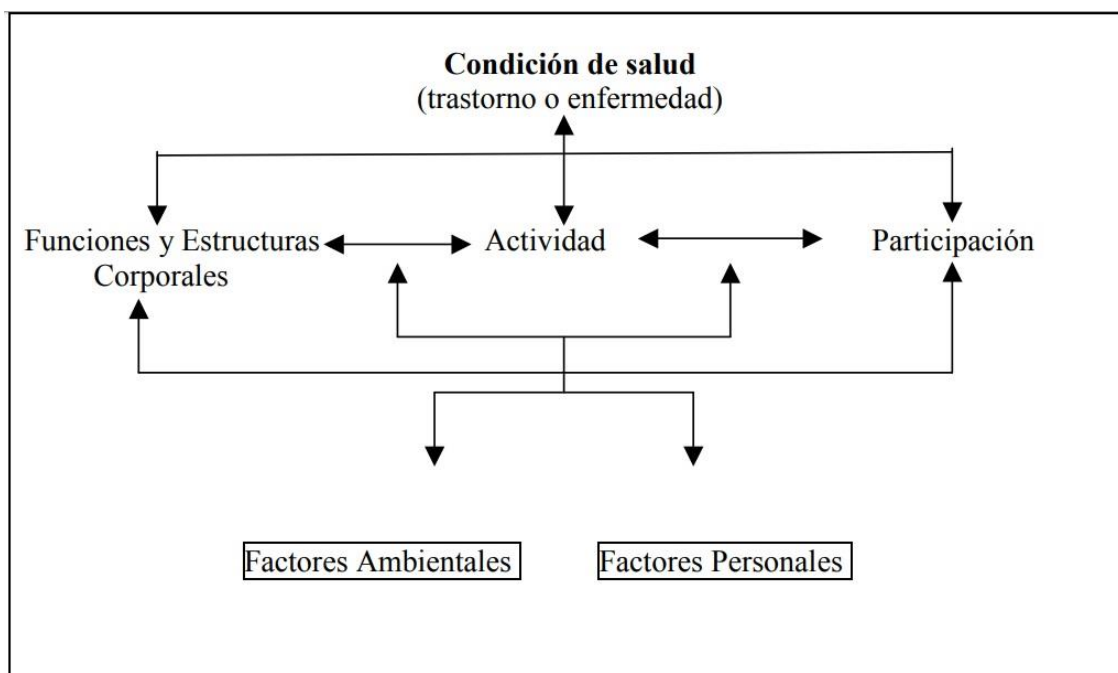 Condición de salud
(trastorno o enfermedad)
Funciones y Estructuras
Corporales
Actividad
Participación
Factores Ambientales
Factores Personales